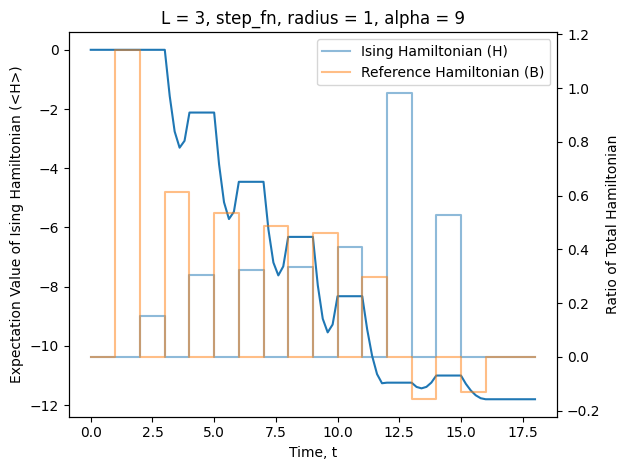 L = 3, step_fn, radius = 1, alpha = 9
Ising Hamiltonian (H)
Reference Hamiltonian (B)
Expectation Value of Ising Hamiltonian (<H>)
0
−2
−4
−6
−8
−10
−12
1.2
1.0
0.8
0.6
0.4
0.2
0.0
−0.2
Ratio of Total Hamiltonian
0.0 2.5 5.0 7.5 10.0 12.5 15.0 17.5
Time, t